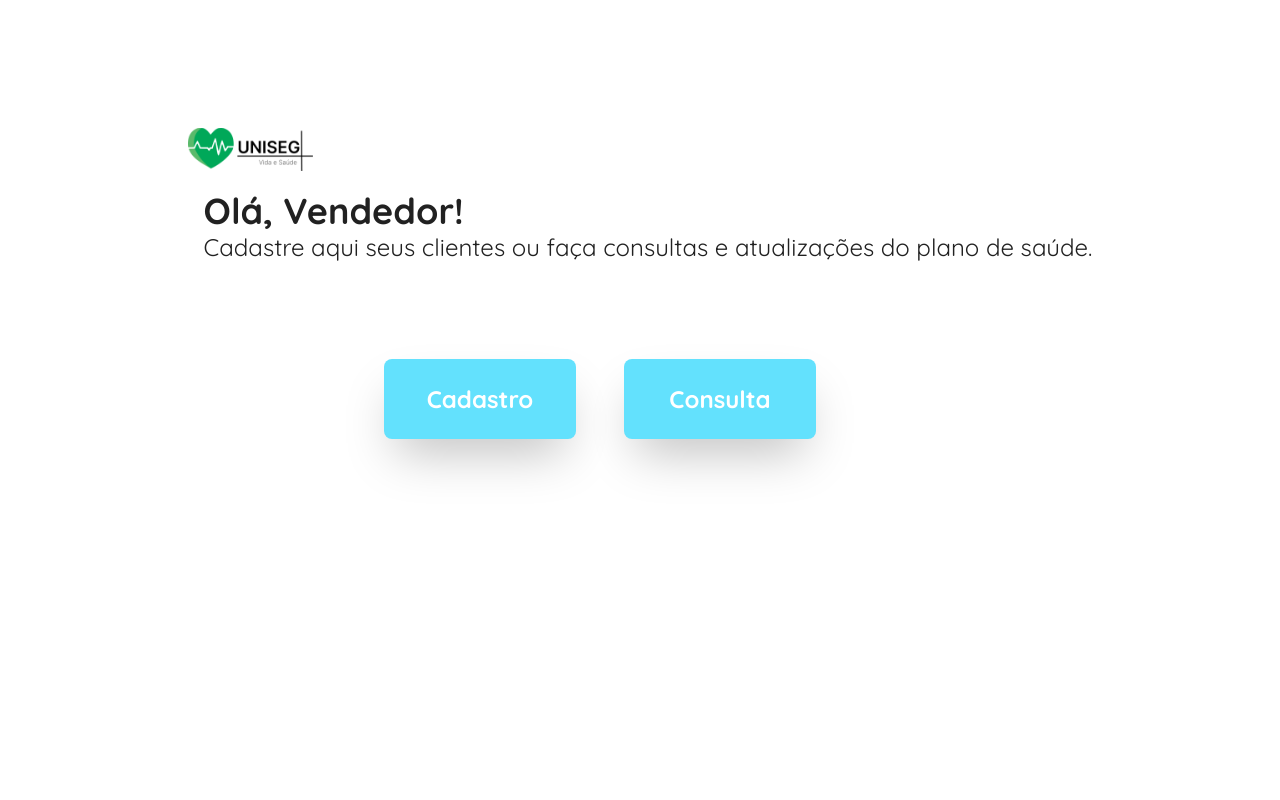 UNISEG
Vida e Saúde
Olá, Vendedor!
Cadastre aqui seus clientes ou faça consultas e atualizações do plano de saúde.
Cadastro
Consulta